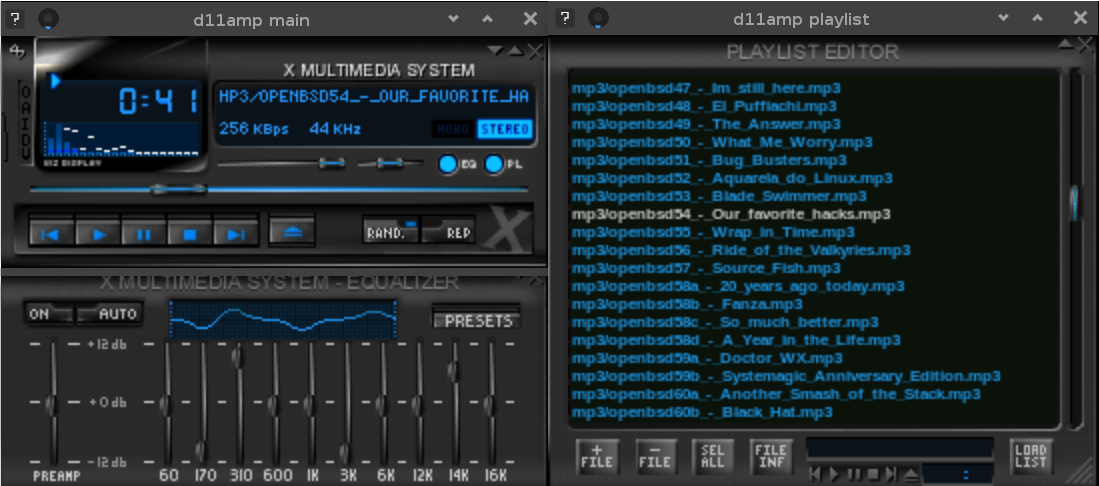 d11amp main
X MULTIMEDIA SYSTEM
OAIDU
0:41
MP3/OPENBSD54_-_OUR_FAVORITE_HA
256 KBps 44 KHz MONO STEREO
VIZ DISPLAY
EQ PL
RAND. REP
X
X MULTIMEDIA SYSTEM - EQUALIZER
ON AUTO PRESETS
+12 db
+0 db
-12 db
PREAMP 60 170 310 600 1K 3K 6K 12K 14K 16K
d11amp playlist
PLAYLIST EDITOR
mp3/openbsd47_-_Im_still_here.mp3
mp3/openbsd48_-_El_Puffiachi.mp3
mp3/openbsd49_-_The_Answer.mp3
mp3/openbsd50_-_What_Me_Worry.mp3
mp3/openbsd51_-_Bug_Busters.mp3
mp3/openbsd52_-_Aquarela_do_Linux.mp3
mp3/openbsd53_-_Blade_Swimmer.mp3
mp3/openbsd54_-_Our_favorite_hacks.mp3
mp3/openbsd55_-_Wrap_in_Time.mp3
mp3/openbsd56_-_Ride_of_the_Valkyries.mp3
mp3/openbsd57_-_Source_Fish.mp3
mp3/openbsd58a_-_20_years_ago_today.mp3
mp3/openbsd58b_-_Fanza.mp3
mp3/openbsd58c_-_So_much_better.mp3
mp3/openbsd58d_-_A_Year_in_the_Life.mp3
mp3/openbsd59a_-_Doctor_WX.mp3
mp3/openbsd59b_-_Systemagic_Anniversary_Edition.mp3
mp3/openbsd60a_-_Another_Smash_of_the_Stack.mp3
mp3/openbsd60b_-_Black_Hat.mp3
+ FILE - FILE SEL ALL FILE INF : LOAD LIST